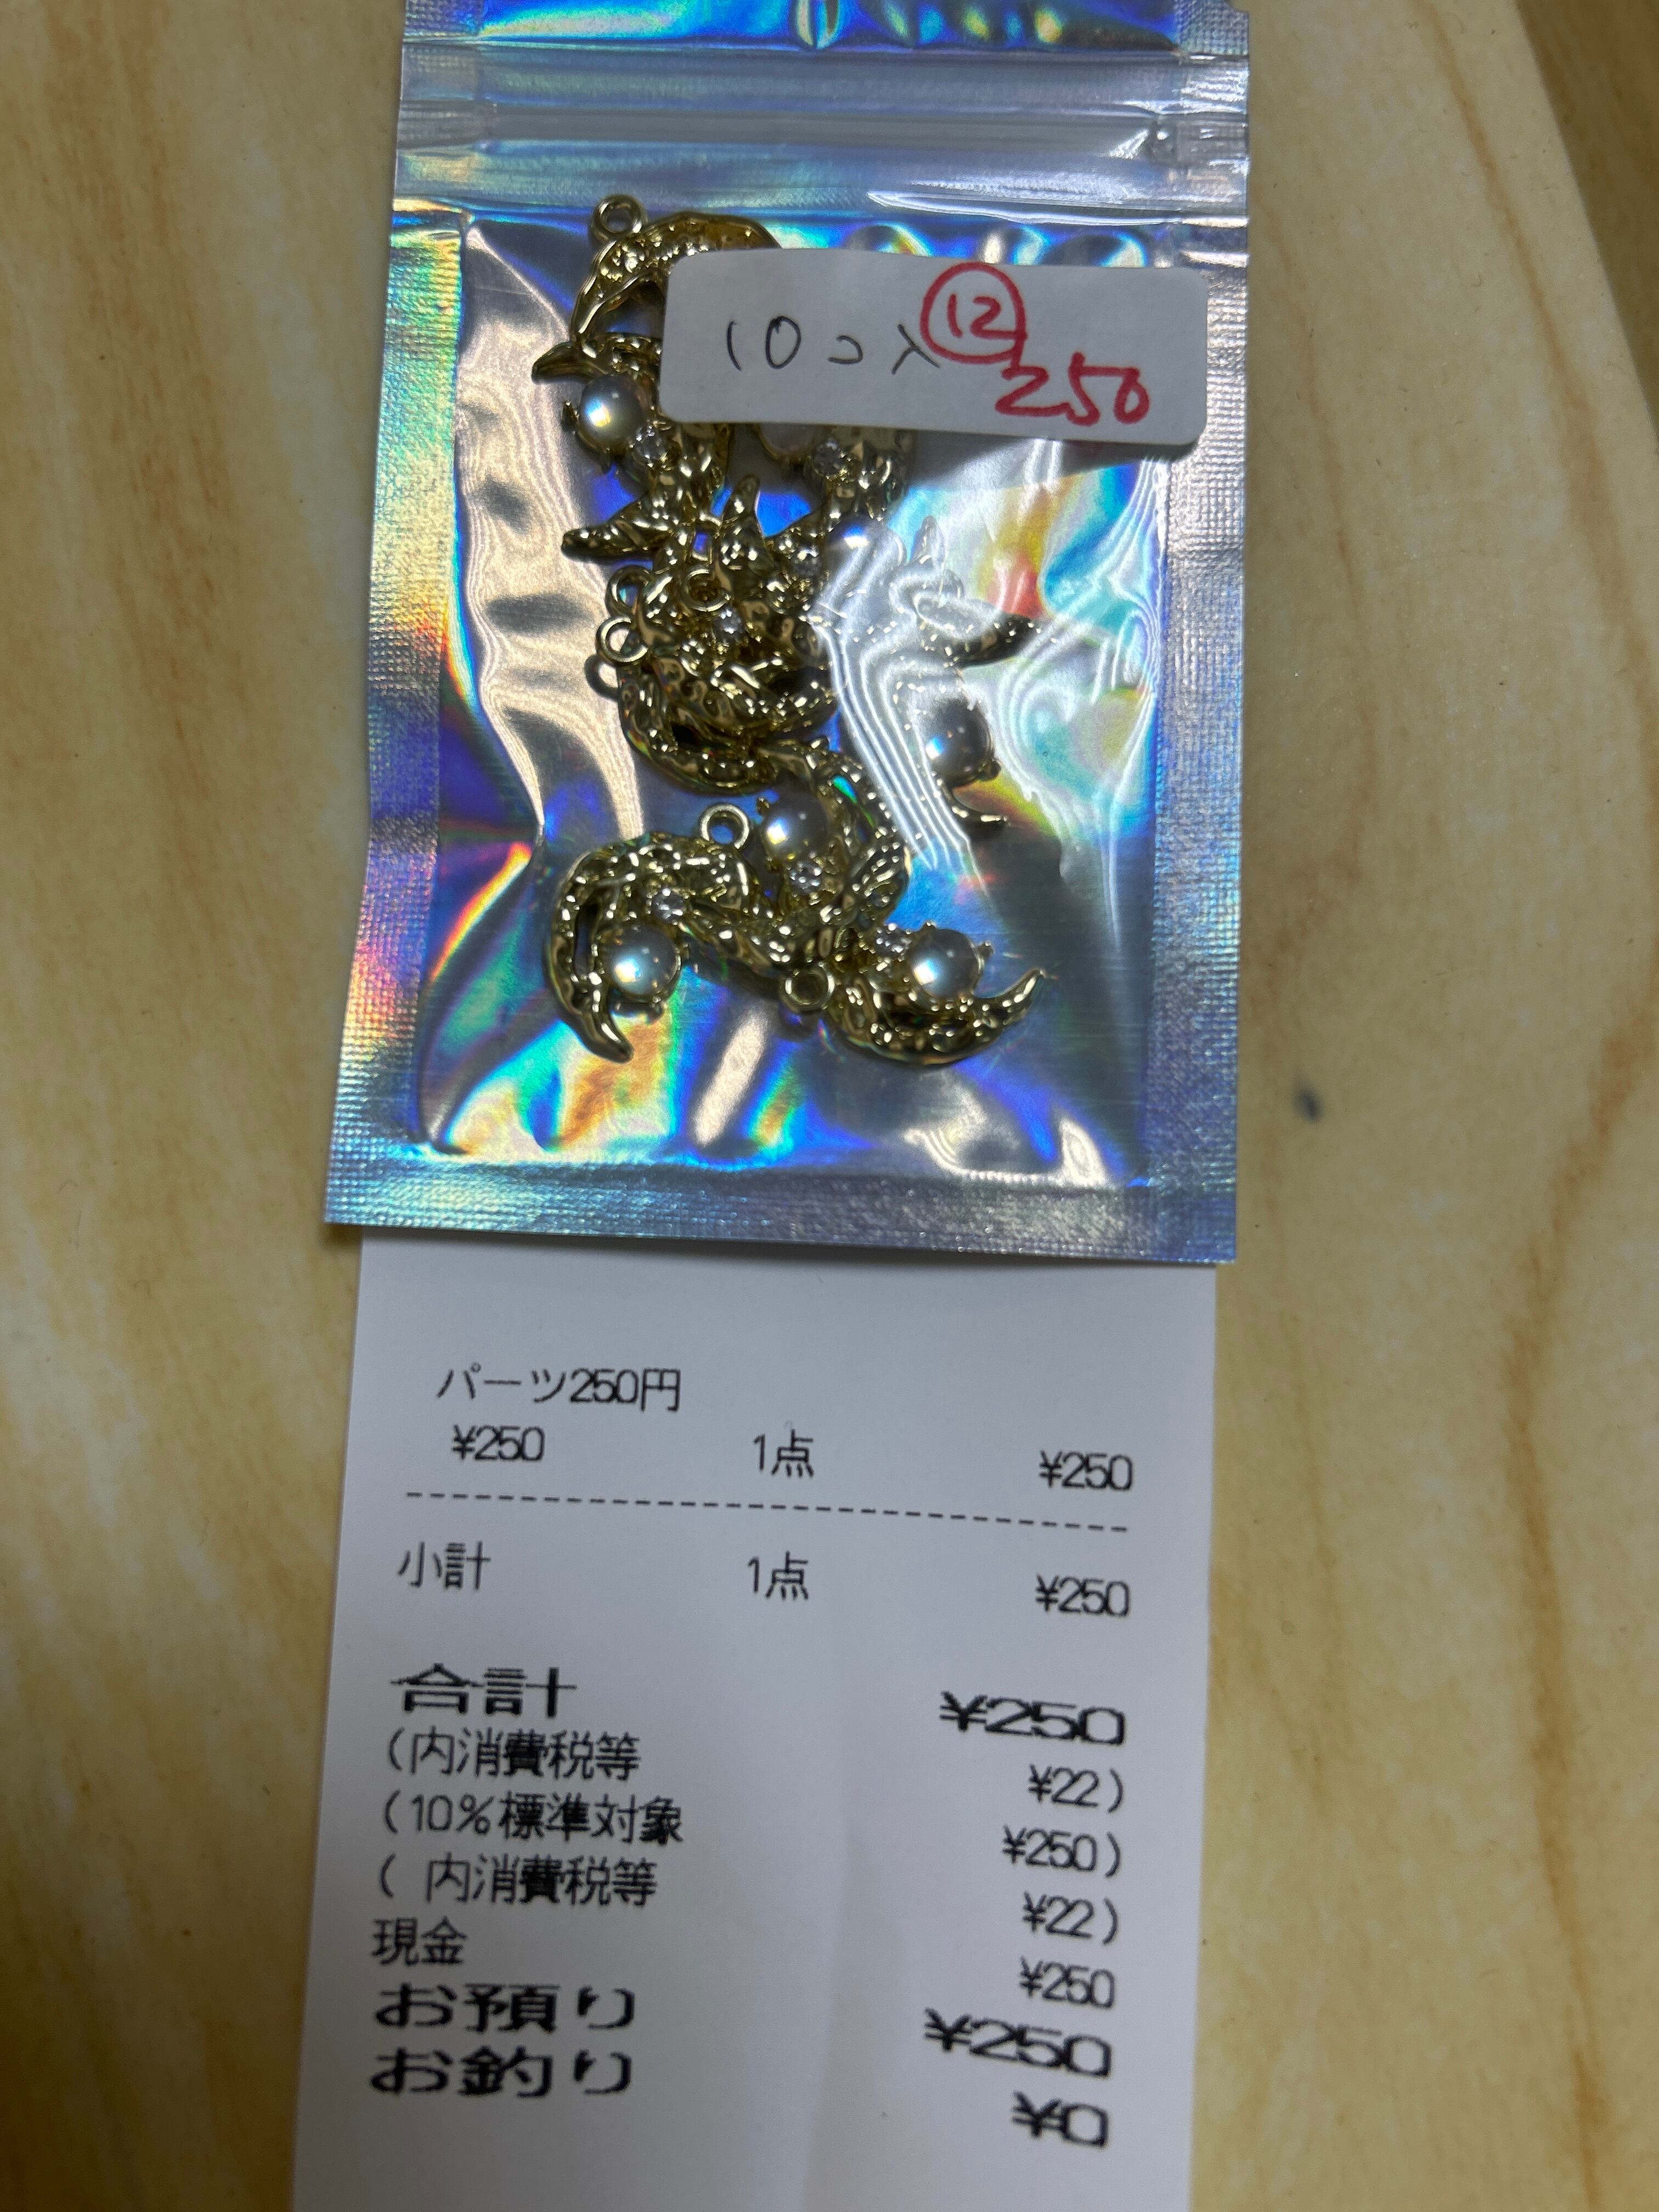 10コ入
⑫
250
パーツ250円
¥250 1点 ¥250
小計 1点 ¥250
合計 ¥250
(内消費税等 ¥22)
(10%標準対象 ¥250)
( 内消費税等 ¥22)
現金 ¥250
お預り ¥250
お釣り ¥0